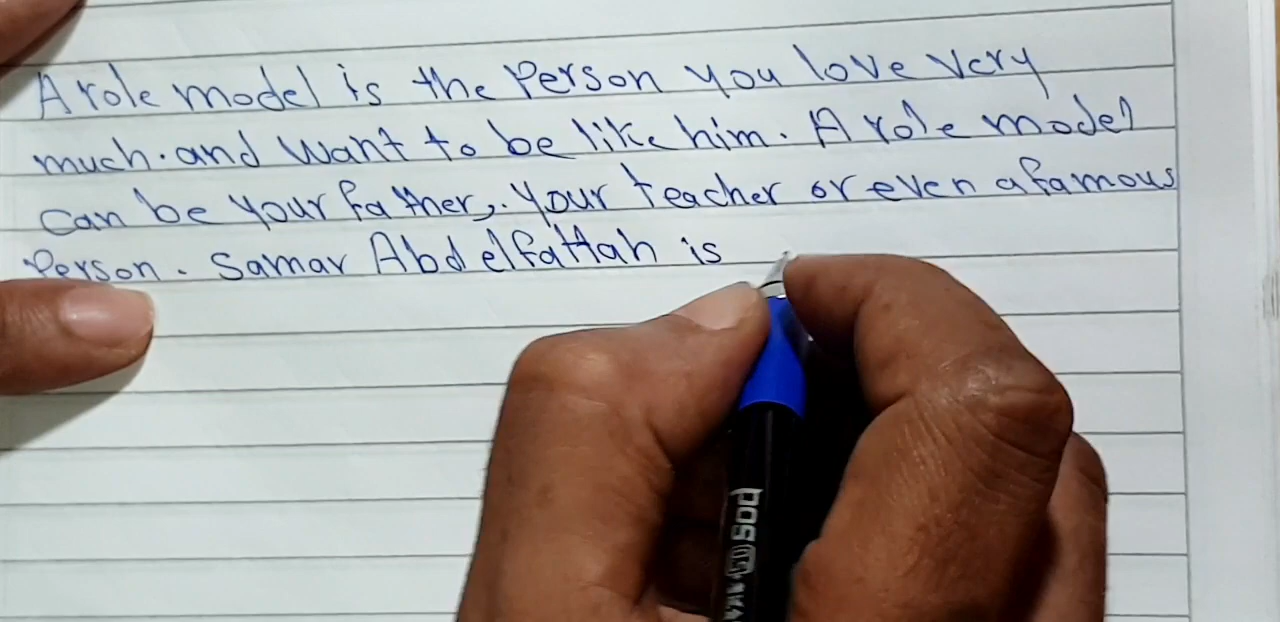 A role model is the Person you love very
much. and want to be like him. A role model
can be your father,. your teacher or even a famous
Person. Samar Abdelfattah is